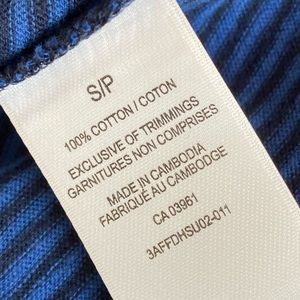 S/P
100% COTTON / COTON
EXCLUSIVE OF TRIMMINGS
GARNITURES NON COMPRISES
MADE IN CAMBODIA
FABRIQUÉ AU CAMBODGE
CA 03961
3AFFDHSU02-011